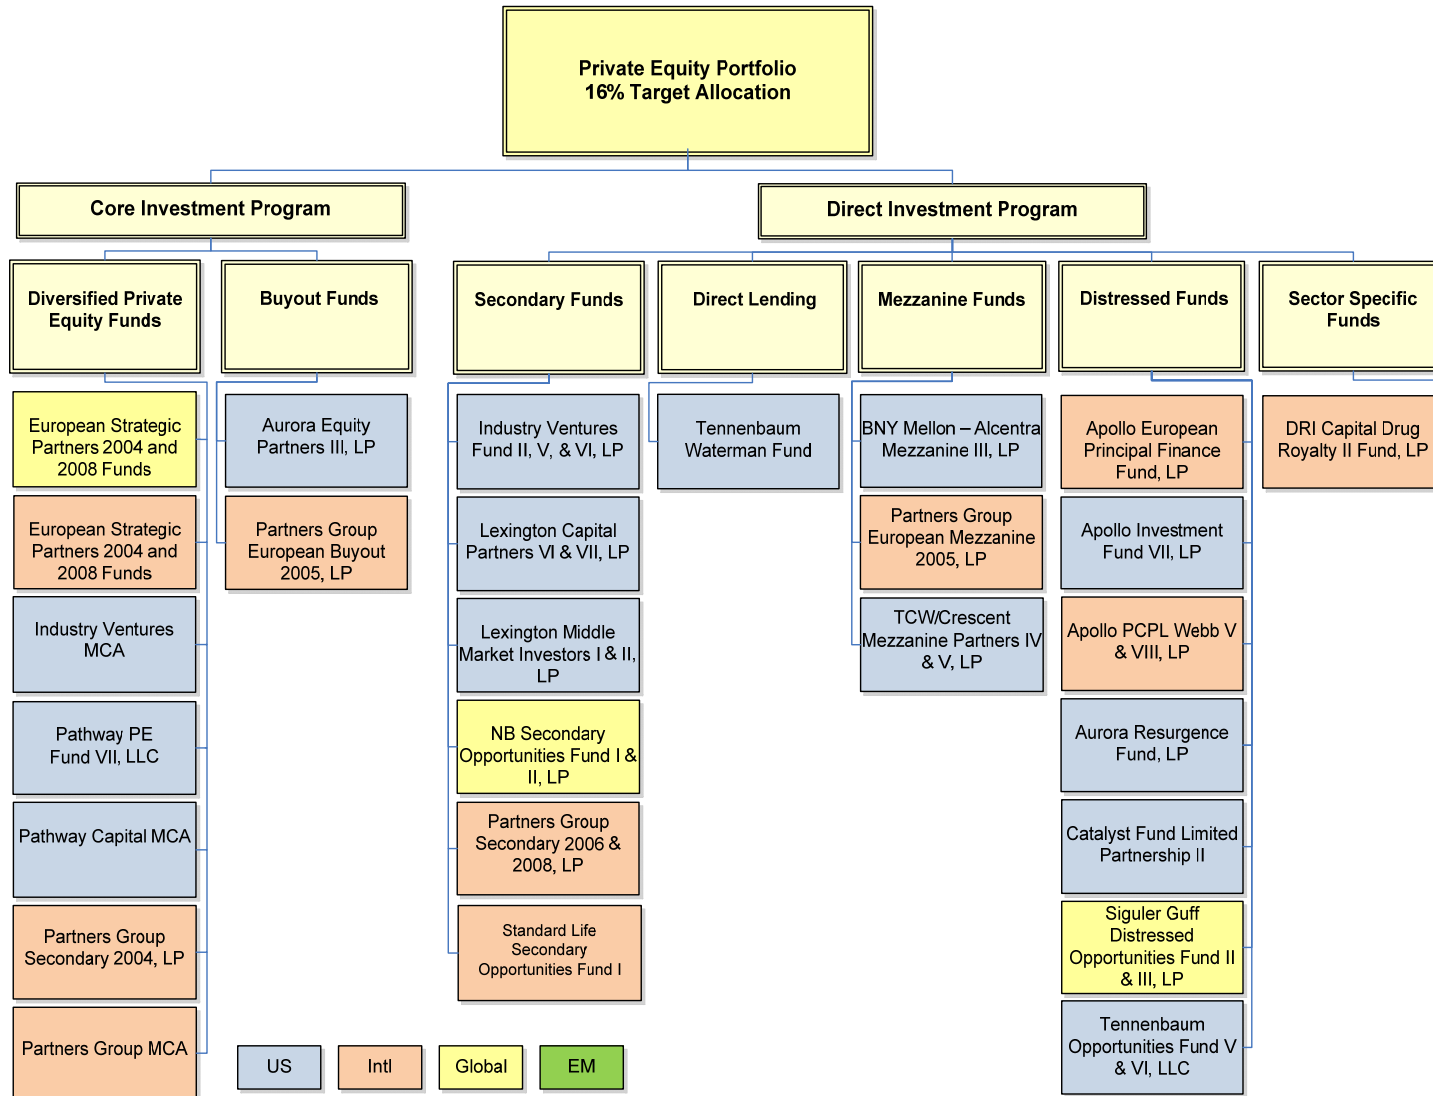 Private Equity Portfolio
16% Target Allocation
Core Investment Program
Direct Investment Program
Diversified Private
Equity Funds
Buyout Funds
Secondary Funds
Direct Lending
Mezzanine Funds
Distressed Funds
Sector Specific
Funds
European Strategic
Partners 2004 and
2008 Funds
European Strategic
Partners 2004 and
2008 Funds
Industry Ventures
MCA
Pathway PE
Fund VII, LLC
Pathway Capital MCA
Partners Group
Secondary 2004, LP
Partners Group MCA
Aurora Equity
Partners III, LP
Partners Group
European Buyout
2005, LP
Industry Ventures
Fund II, V, & VI, LP
Lexington Capital
Partners VI & VII, LP
Lexington Middle
Market Investors I & II,
LP
NB Secondary
Opportunities Fund I &
II, LP
Partners Group
Secondary 2006 &
2008, LP
Standard Life
Secondary
Opportunities Fund I
Tennenbaum
Waterman Fund
BNY Mellon – Alcentra
Mezzanine III, LP
Partners Group
European Mezzanine
2005, LP
TCW/Crescent
Mezzanine Partners IV
& V, LP
Apollo European
Principal Finance
Fund, LP
Apollo Investment
Fund VII, LP
Apollo PCPL Webb V
& VIII, LP
Aurora Resurgence
Fund, LP
Catalyst Fund Limited
Partnership II
Siguler Guff
Distressed
Opportunities Fund II
& III, LP
Tennenbaum
Opportunities Fund V
& VI, LLC
DRI Capital Drug
Royalty II Fund, LP
US
Intl
Global
EM